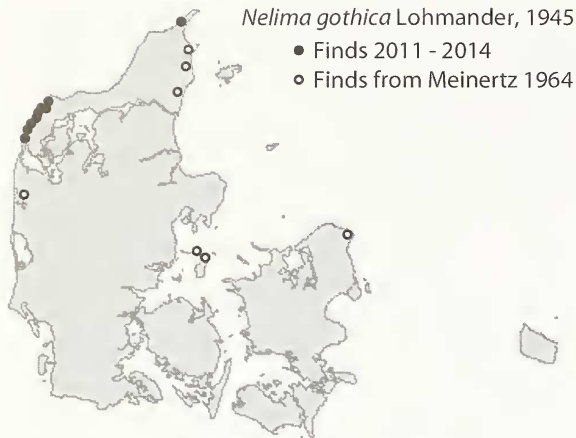 Nelima gothica Lohmander, 1945
● Finds 2011 - 2014
○ Finds from Meinertz 1964